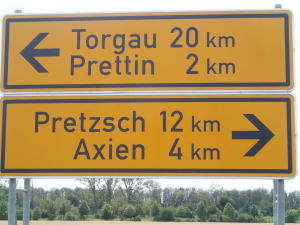 Torgau 20 km
Prettin 2 km
Pretzsch 12 km
Axien 4 km